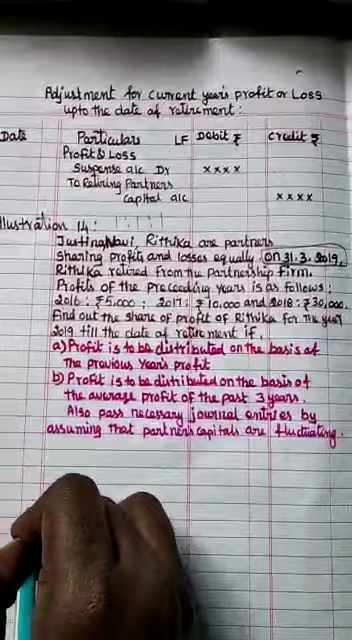 Adjustment for current year's profit or Loss
upto the date of retirement:
Date Particulars LF Debit ₹ Credit ₹
Profit & Loss
Suspense a/c Dr xxxx
To Retiring Partners
Capital a/c xxxx
Illustration 14:
Justina, Navi, Rithika are partners
sharing profits and losses equally on 31.3.2019,
Rithika retired from the partnership firm.
Profits of the preceeding years is as follows:
2016: ₹5,000; 2017: ₹10,000 and 2018: ₹30,000.
Find out the share of profit of Rithika for the year
2019 till the date of retirement if,
a) Profit is to be distributed on the basis of
the previous Year's profit
b) Profit is to be distributed on the basis of
the average profit of the past 3 years.
Also pass necessary journal entries by
assuming that partners capitals are fluctuating.